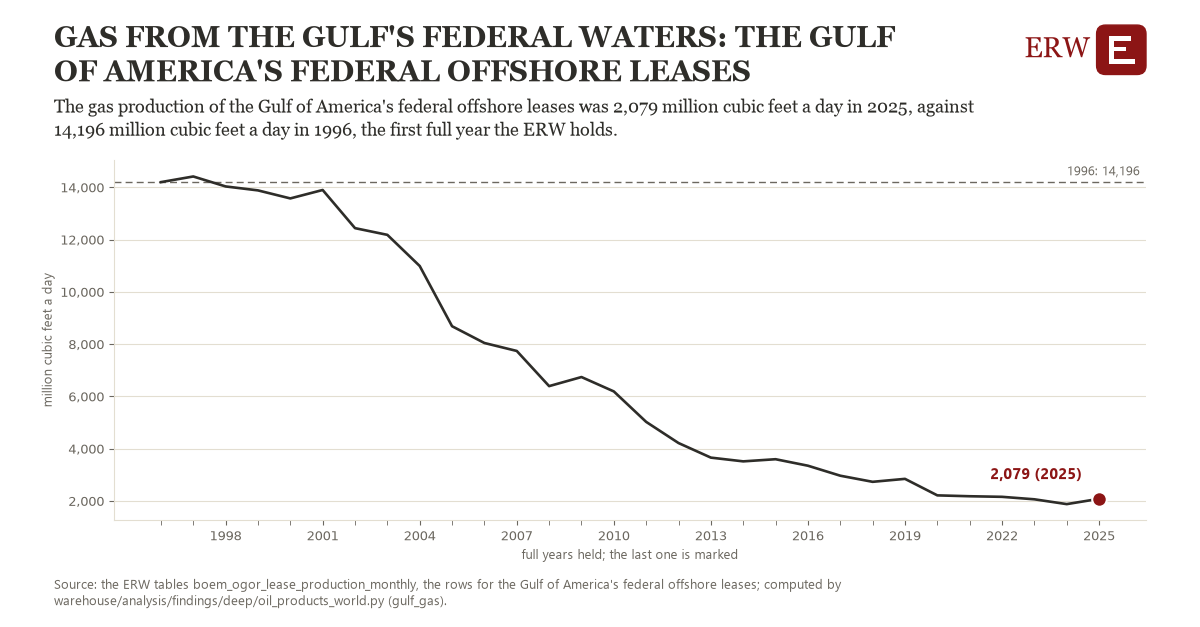 GAS FROM THE GULF'S FEDERAL WATERS: THE GULF
OF AMERICA'S FEDERAL OFFSHORE LEASES
ERW E
The gas production of the Gulf of America's federal offshore leases was 2,079 million cubic feet a day in 2025, against
14,196 million cubic feet a day in 1996, the first full year the ERW holds.
1996: 14,196
14,000
12,000
10,000
8,000
6,000
4,000
2,000
million cubic feet a day
2,079 (2025)
1998 2001 2004 2007 2010 2013 2016 2019 2022 2025
full years held; the last one is marked
Source: the ERW tables boem_ogor_lease_production_monthly, the rows for the Gulf of America's federal offshore leases; computed by
warehouse/analysis/findings/deep/oil_products_world.py (gulf_gas).